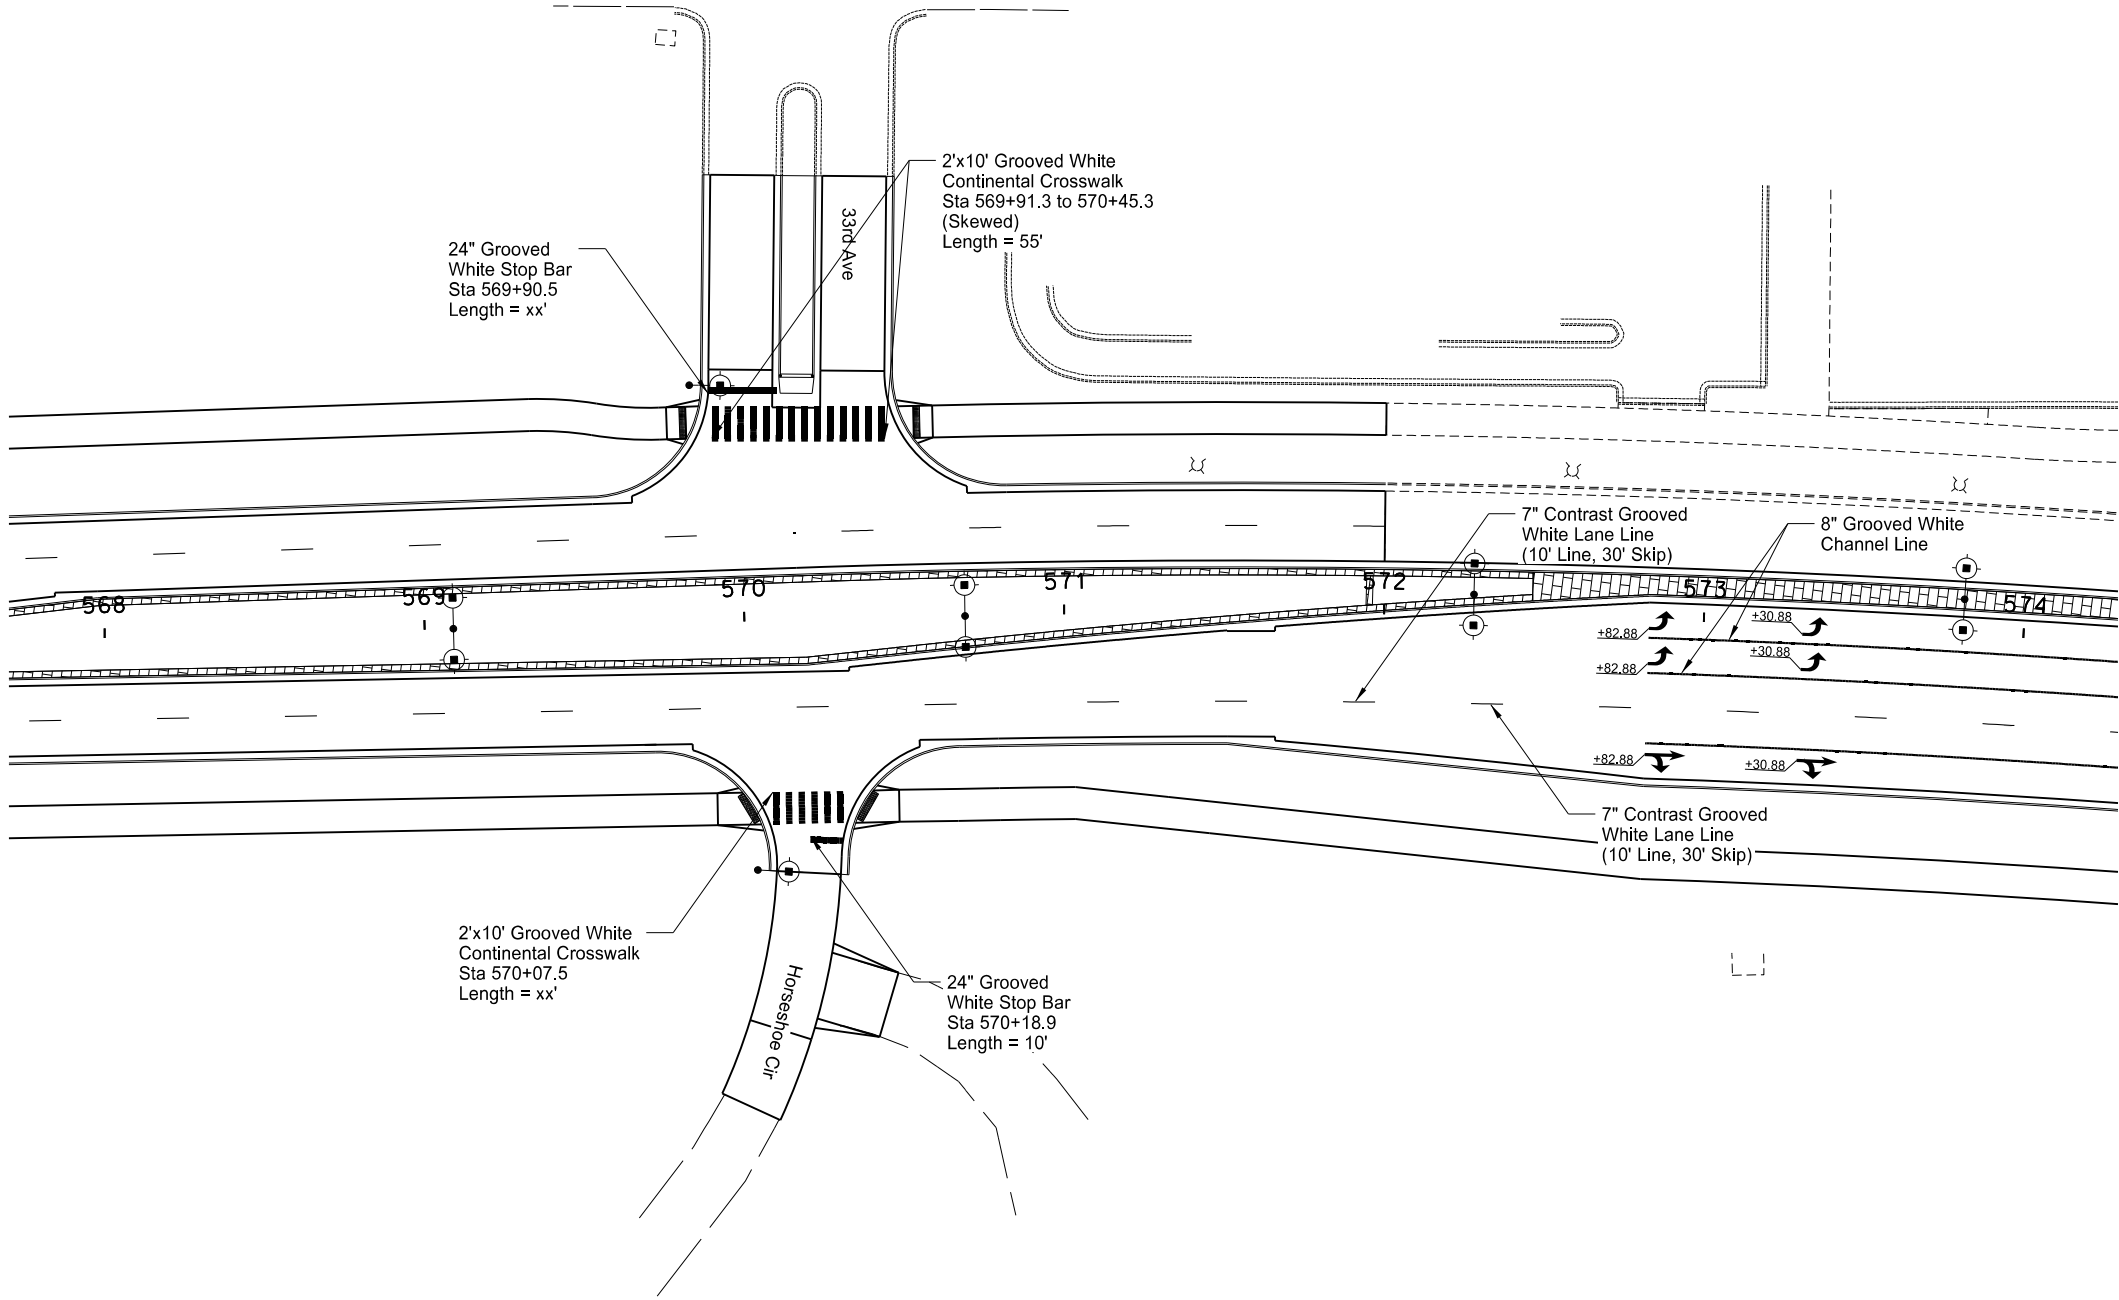 2'x10' Grooved White
Continental Crosswalk
Sta 569+91.3 to 570+45.3
(Skewed)
Length = 55'
33rd Ave
24" Grooved
White Stop Bar
Sta 569+90.5
Length = xx'
7" Contrast Grooved
White Lane Line
(10' Line, 30' Skip)
8" Grooved White
Channel Line
568
569
570
571
572
573
574
+82.88
+30.88
+82.88
+30.88
+82.88
+30.88
7" Contrast Grooved
White Lane Line
(10' Line, 30' Skip)
2'x10' Grooved White
Continental Crosswalk
Sta 570+07.5
Length = xx'
24" Grooved
White Stop Bar
Sta 570+18.9
Length = 10'
Horseshoe Cir